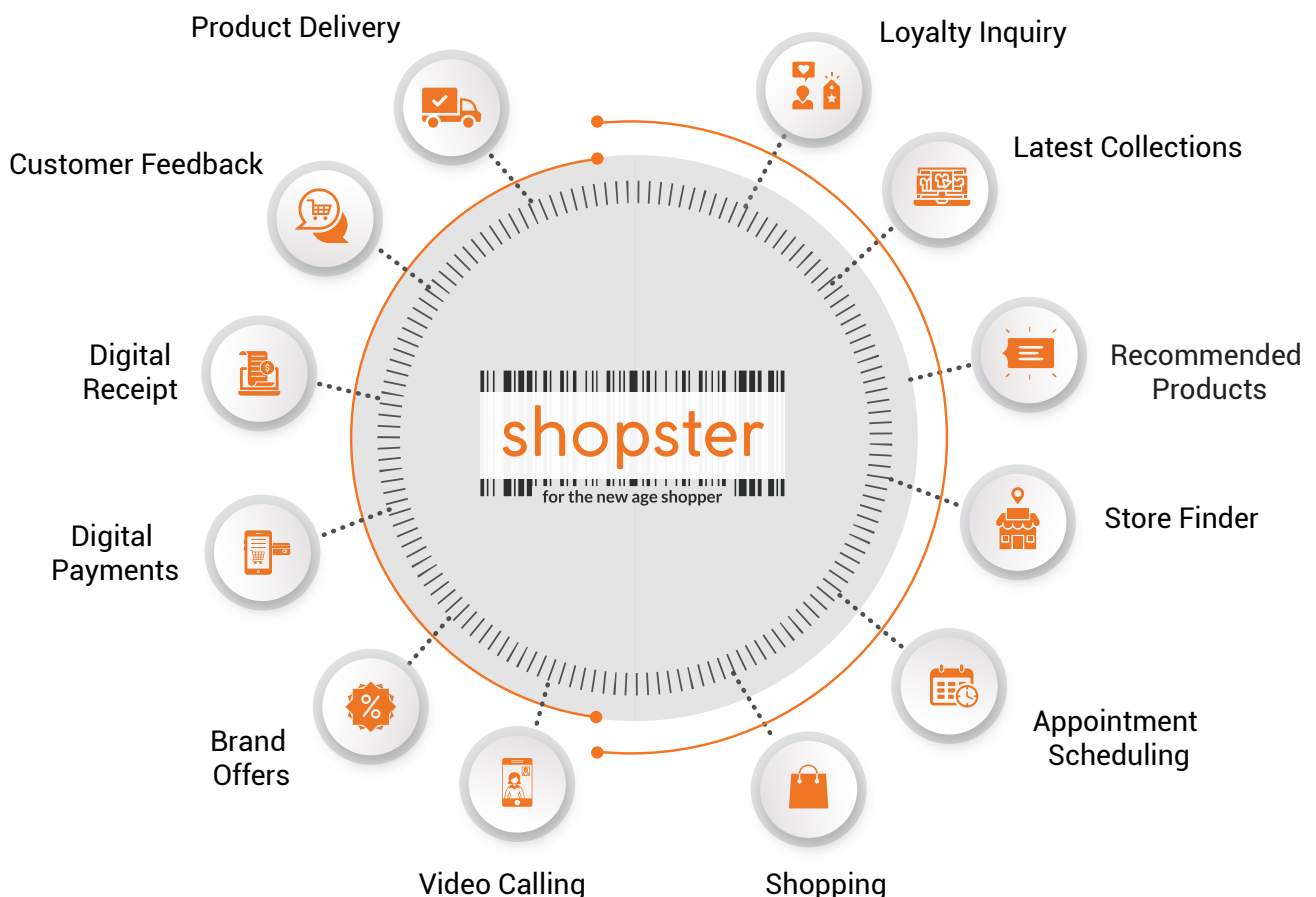 Product Delivery
Loyalty Inquiry
Customer Feedback
Latest Collections
Digital
Receipt
Recommended
Products
shopster
for the new age shopper
Digital
Payments
Store Finder
Brand
Offers
Appointment
Scheduling
Video Calling
Shopping